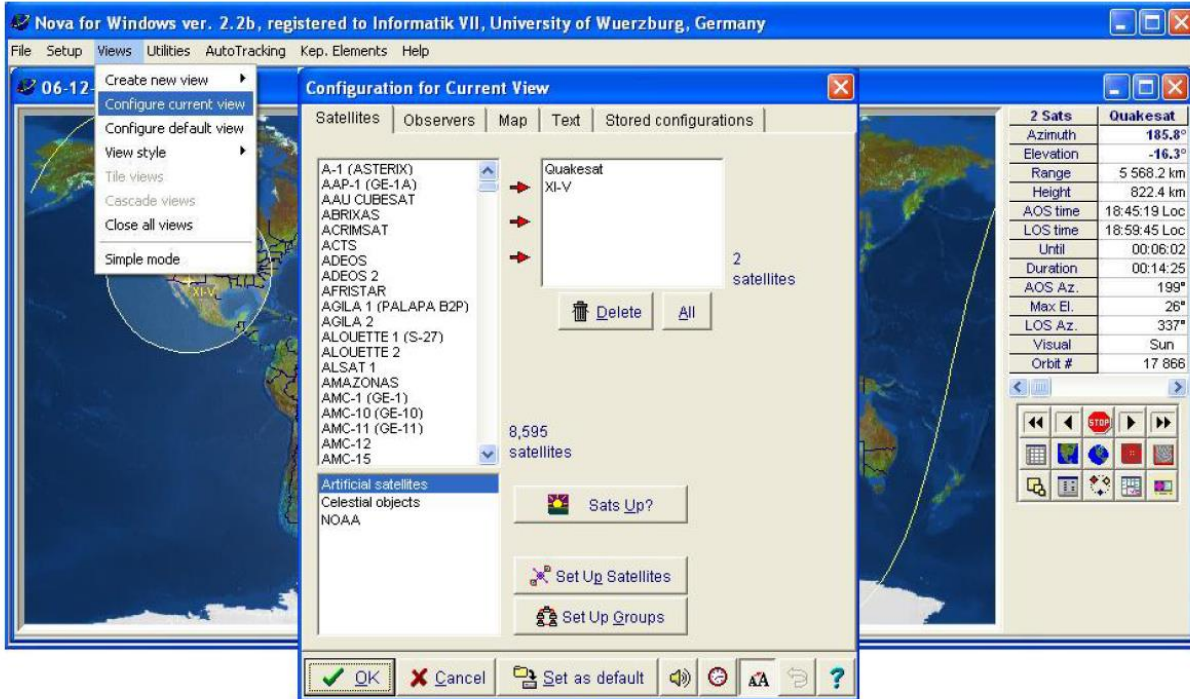 Nova for Windows ver. 2.2b, registered to Informatik VII, University of Wuerzburg, Germany
File Setup Views Utilities AutoTracking Kep. Elements Help
06-12-
Create new view
Configure current view
Configure default view
View style
Tile views
Cascade views
Close all views
Simple mode
XI-V
Configuration for Current View
Satellites Observers Map Text Stored configurations
A-1 (ASTERIX)
AAP-1 (GE-1A)
AAU CUBESAT
ABRIXAS
ACRIMSAT
ACTS
ADEOS
ADEOS 2
AFRISTAR
AGILA 1 (PALAPA B2P)
AGILA 2
ALOUETTE 1 (S-27)
ALOUETTE 2
ALSAT 1
AMAZONAS
AMC-1 (GE-1)
AMC-10 (GE-10)
AMC-11 (GE-11)
AMC-12
AMC-15
8,595
satellites
Quakesat
XI-V
2
satellites
Delete All
Artificial satellites
Celestial objects
NOAA
Sats Up?
Set Up Satellites
Set Up Groups
OK Cancel Set as default AA ?
2 Sats Quakesat
Azimuth 185.8°
Elevation -16.3°
Range 5 568.2 km
Height 822.4 km
AOS time 18:45:19 Loc
LOS time 18:59:45 Loc
Until 00:06:02
Duration 00:14:25
AOS Az. 199°
Max El. 26°
LOS Az. 337°
Visual Sun
Orbit # 17 866
STOP